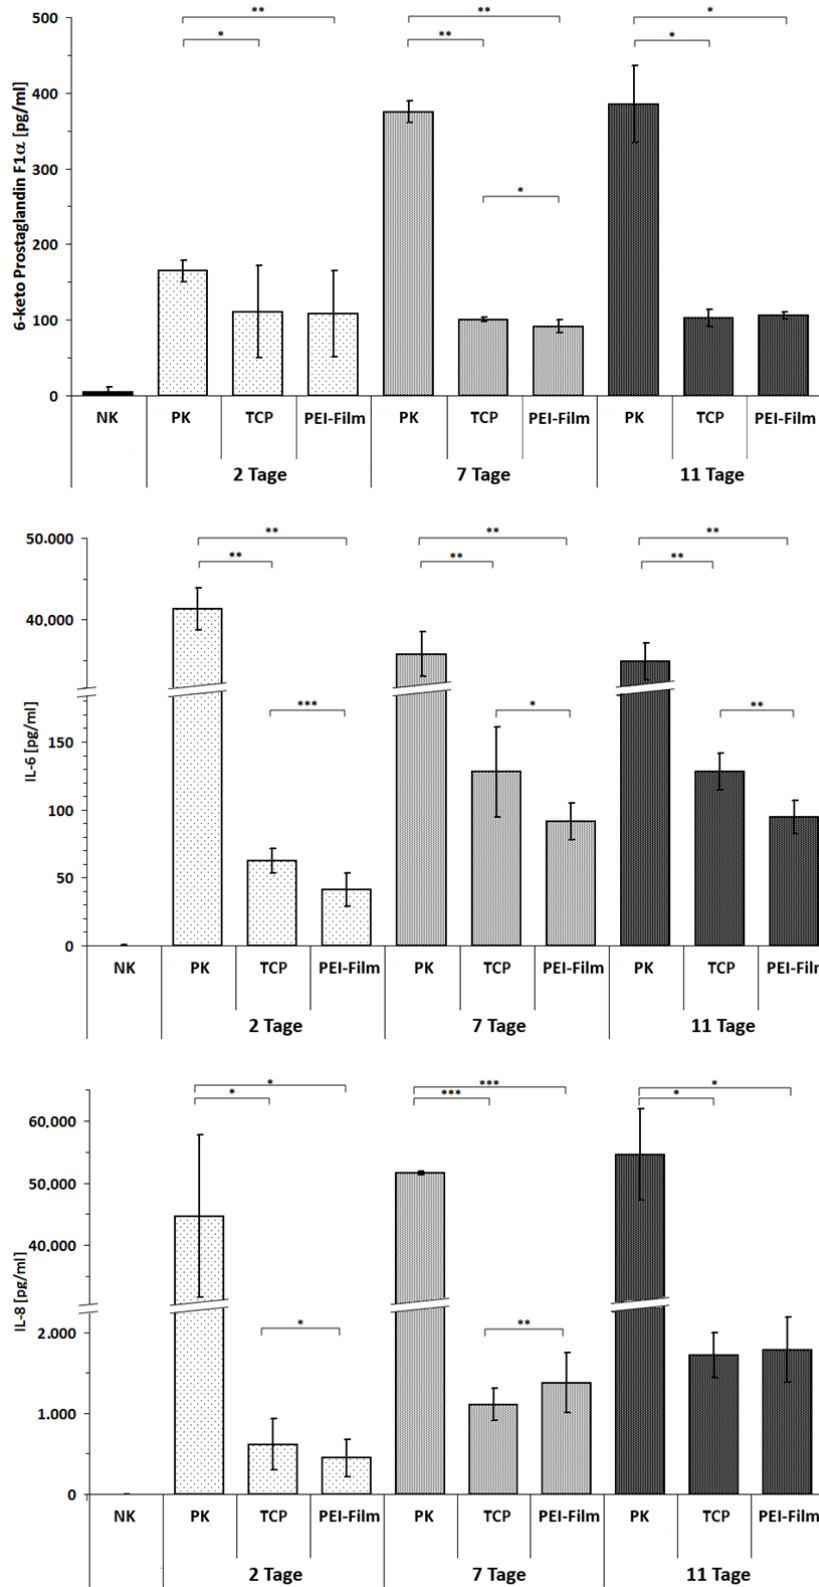 ** ** *
* ** *
*
500
400
300
200
100
0
6-keto Prostaglandin F1α [pg/ml]
NK PK TCP PEI-Film PK TCP PEI-Film PK TCP PEI-Film
2 Tage 7 Tage 11 Tage
** ** **
** ** **
*** * **
50.000
40.000
150
100
50
0
IL-6 [pg/ml]
NK PK TCP PEI-Film PK TCP PEI-Film PK TCP PEI-Film
2 Tage 7 Tage 11 Tage
* *** *
* *** *
* **
60.000
50.000
40.000
2.000
1.000
0
IL-8 [pg/ml]
NK PK TCP PEI-Film PK TCP PEI-Film PK TCP PEI-Film
2 Tage 7 Tage 11 Tage